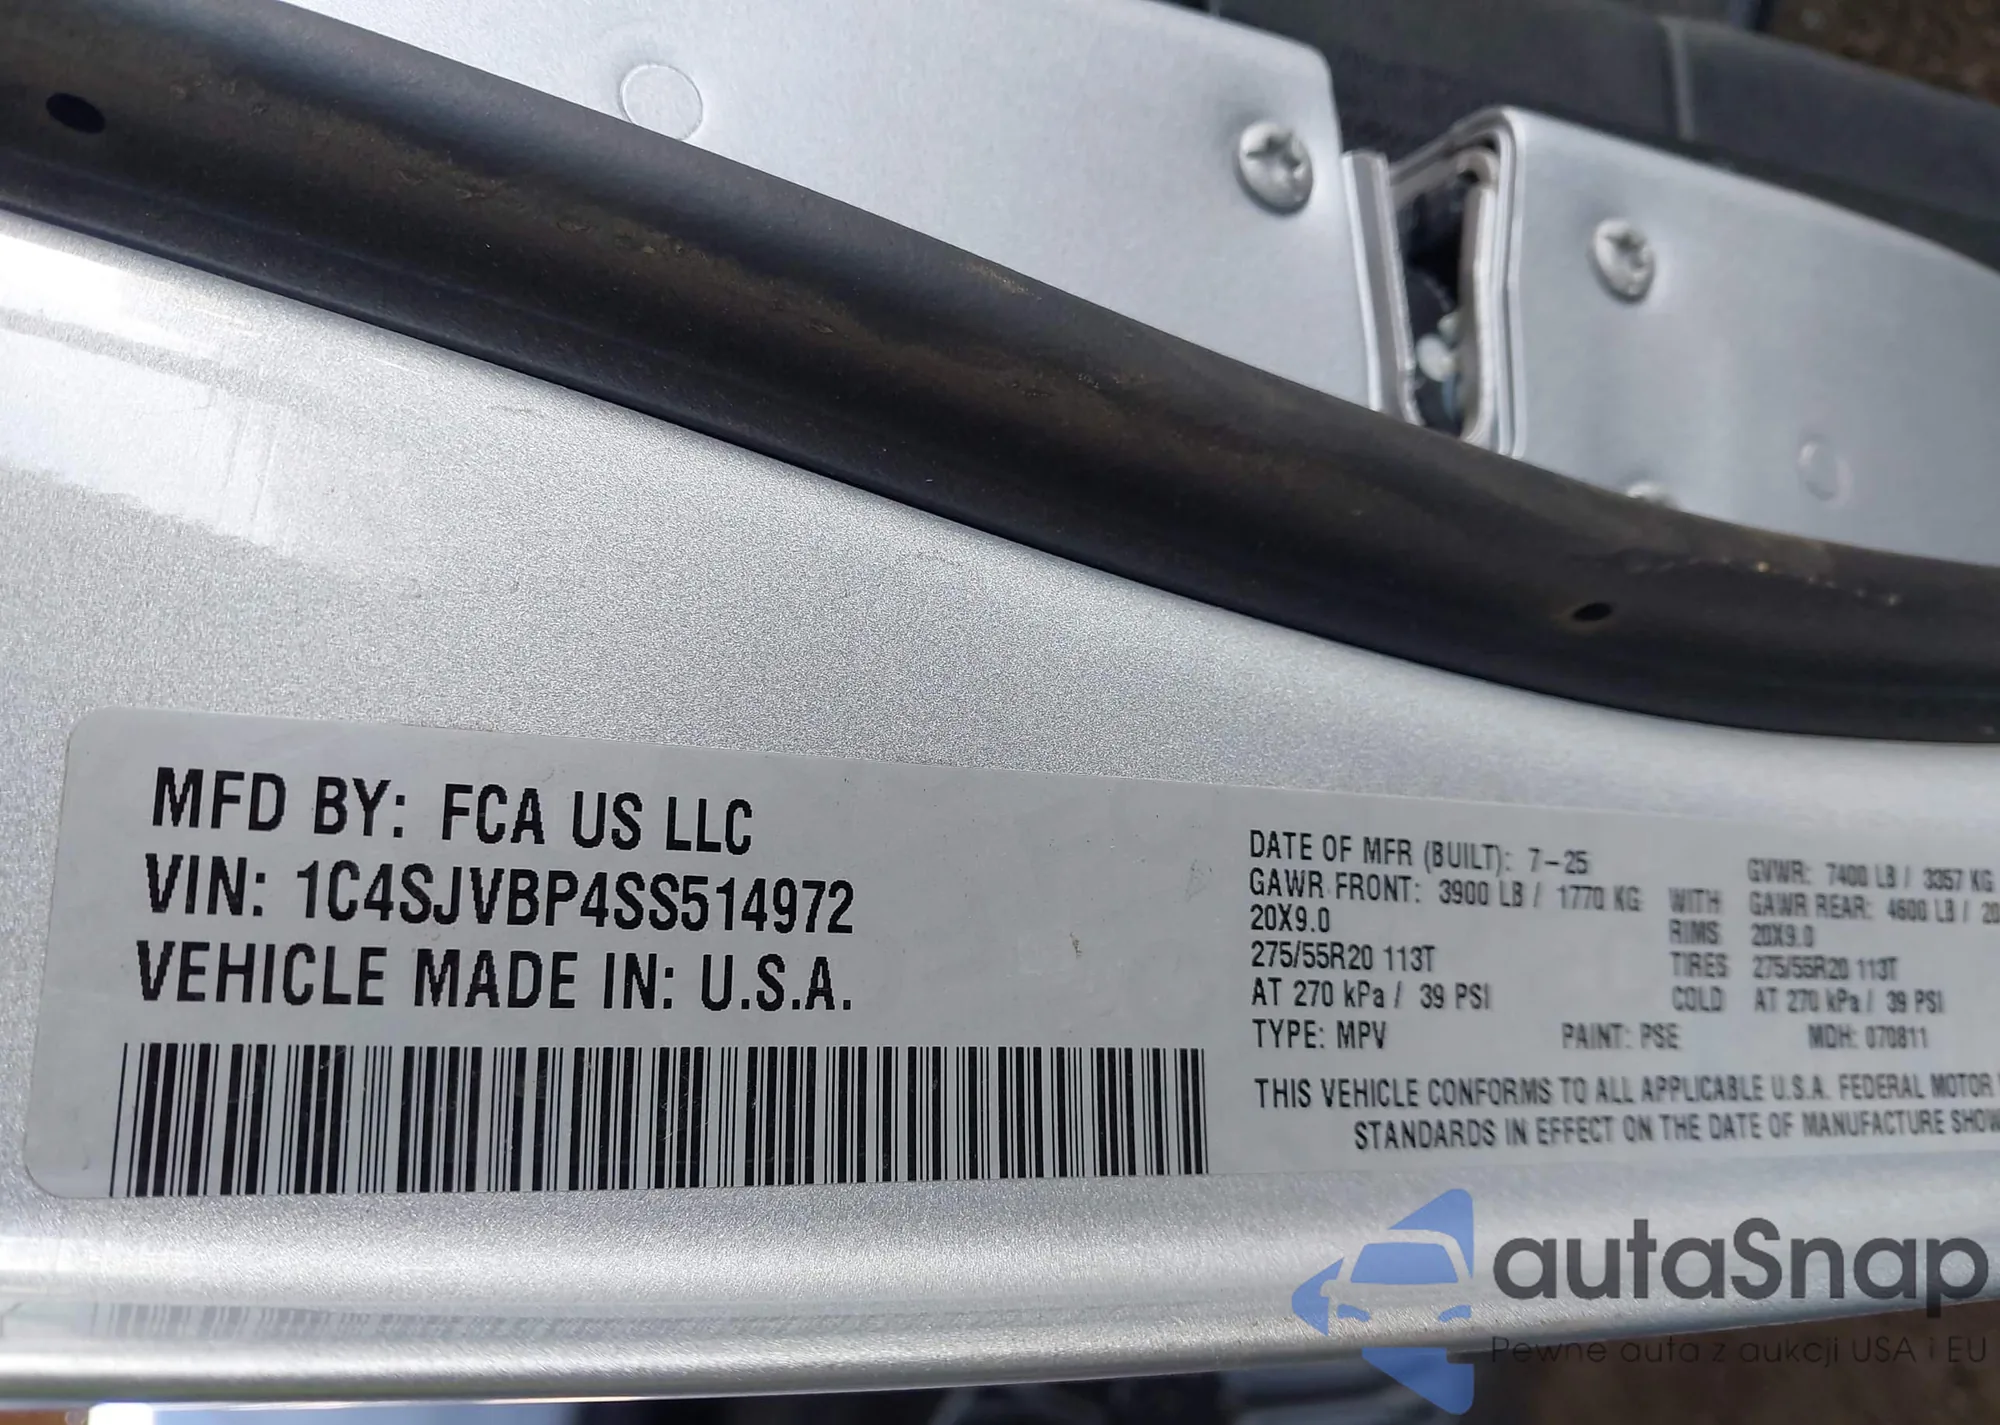 MFD BY: FCA US LLC
VIN: 1C4SJVBP4SS514972
VEHICLE MADE IN: U.S.A.
DATE OF MFR (BUILT): 7-25 GVWR: 7400 LB / 3357 KG
GAWR FRONT: 3900 LB / 1770 KG WITH GAWR REAR: 4600 LB / 20
20X9.0 RIMS 20X9.0
275/55R20 113T TIRES 275/55R20 113T
AT 270 kPa / 39 PSI COLD AT 270 kPa / 39 PSI
TYPE: MPV PAINT: PSE MDH: 070811
THIS VEHICLE CONFORMS TO ALL APPLICABLE U.S.A. FEDERAL MOTOR
STANDARDS IN EFFECT ON THE DATE OF MANUFACTURE SHOW
autaSnap
Pewne auta z aukcji USA i EU